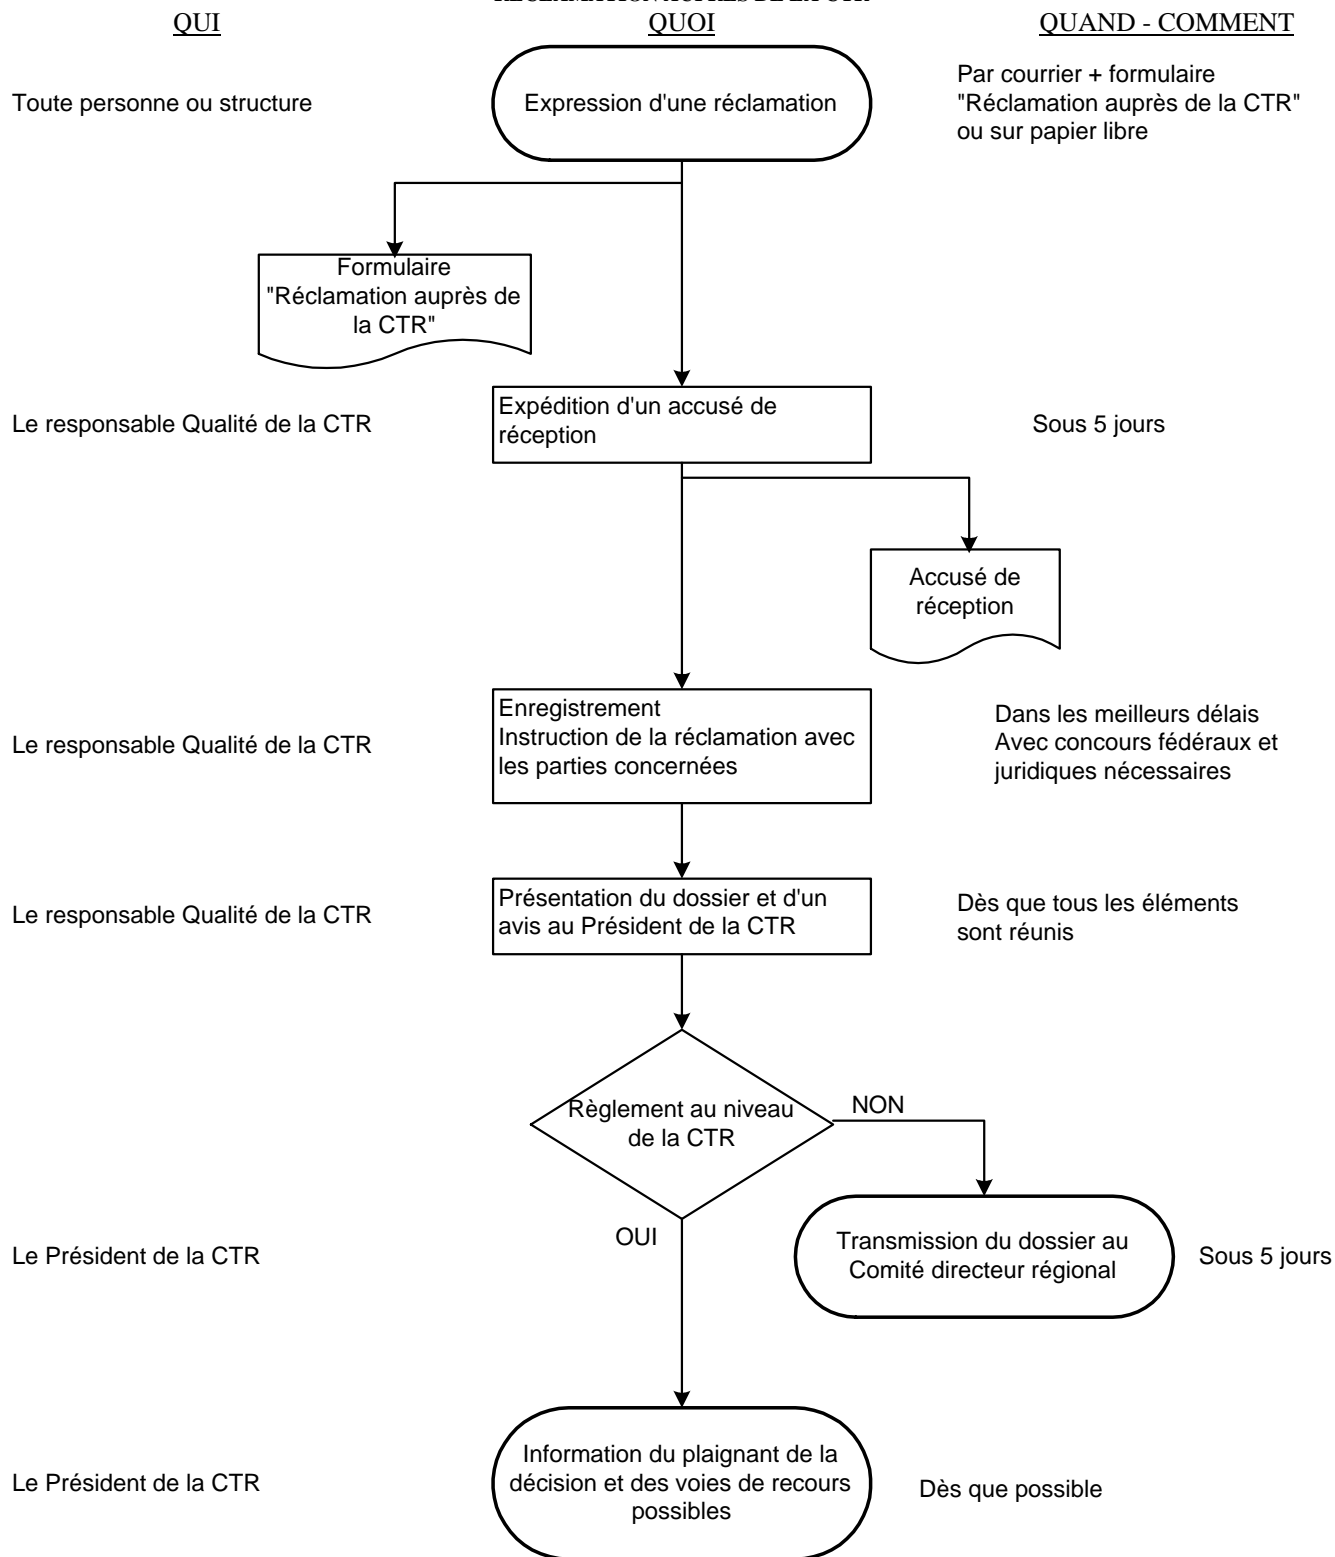 RECLAMATION AUPRES DE LA CTR
QUI
QUOI
QUAND - COMMENT
Toute personne ou structure
Expression d'une réclamation
Par courrier + formulaire
"Réclamation auprès de la CTR"
ou sur papier libre
Formulaire
"Réclamation auprès de
la CTR"
Le responsable Qualité de la CTR
Expédition d'un accusé de
réception
Sous 5 jours
Accusé de
réception
Le responsable Qualité de la CTR
Enregistrement
Instruction de la réclamation avec
les parties concernées
Dans les meilleurs délais
Avec concours fédéraux et
juridiques nécessaires
Le responsable Qualité de la CTR
Présentation du dossier et d'un
avis au Président de la CTR
Dès que tous les éléments
sont réunis
Règlement au niveau
de la CTR
NON
OUI
Le Président de la CTR
Transmission du dossier au
Comité directeur régional
Sous 5 jours
Le Président de la CTR
Information du plaignant de la
décision et des voies de recours
possibles
Dès que possible